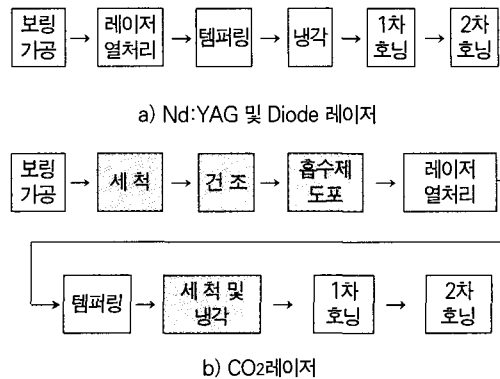 보링 가공 → 레이저 열처리 → 템퍼링 → 냉각 → 1차 호닝 → 2차 호닝
a) Nd:YAG 및 Diode 레이저
보링 가공 → 세척 → 건조 → 흡수제 도포 → 레이저 열처리
템퍼링 → 세척 및 냉각 → 1차 호닝 → 2차 호닝
b) CO2레이저